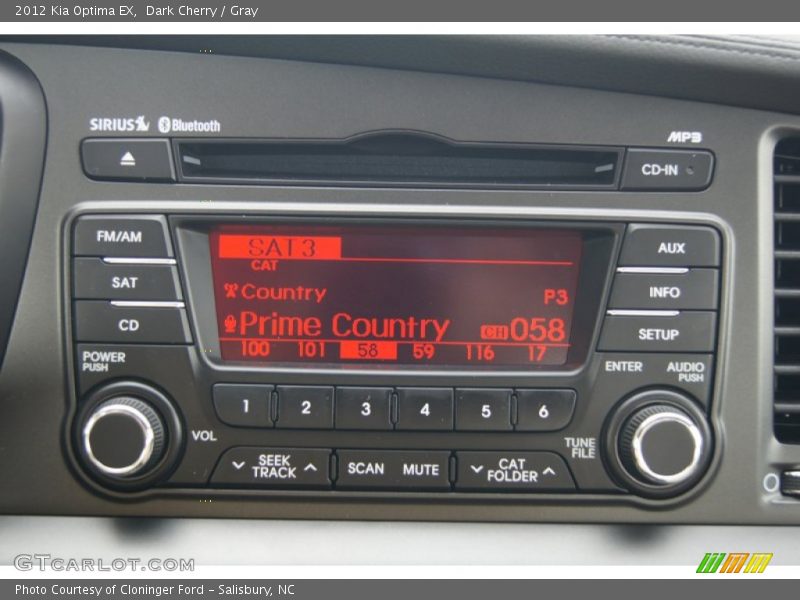 2012 Kia Optima EX, Dark Cherry / Gray
SIRIUS Bluetooth
MP3
CD-IN
FM/AM
SAT
CD
SAT3
CAT
Country
P3
Prime Country CH 058
100 101 58 59 116 17
AUX
INFO
SETUP
POWER
PUSH
ENTER
AUDIO
PUSH
1 2 3 4 5 6
VOL
SEEK
TRACK
SCAN MUTE
CAT
FOLDER
TUNE
FILE
GTCARLOT.COM
Photo Courtesy of Cloninger Ford - Salisbury, NC